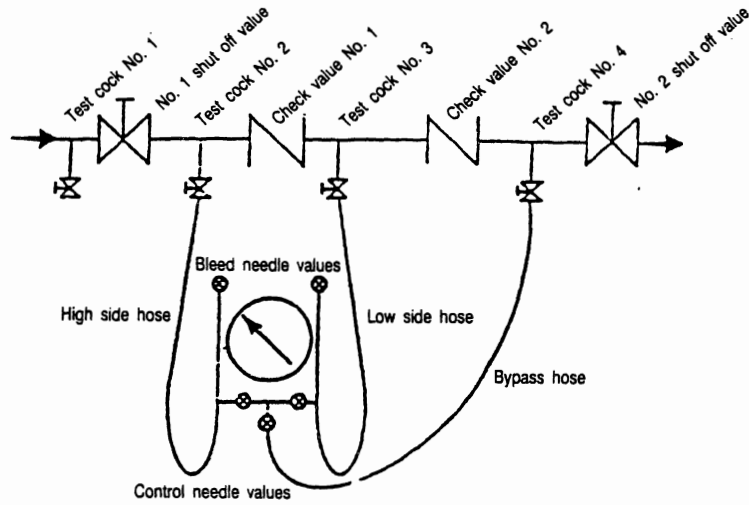 Test cock No. 1
No. 1 shut off value
Test cock No. 2
Check value No. 1
Test cock No. 3
Check value No. 2
Test cock No. 4
No. 2 shut off value
Bleed needle values
High side hose
Low side hose
Bypass hose
Control needle values